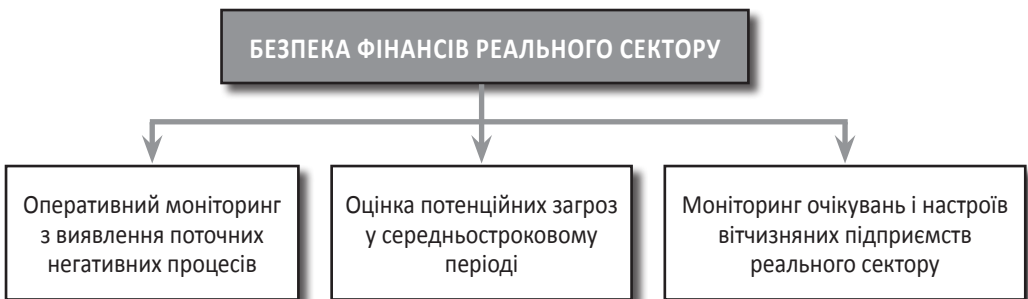 БЕЗПЕКА ФІНАНСІВ РЕАЛЬНОГО СЕКТОРУ
Оперативний моніторинг
з виявлення поточних
негативних процесів
Оцінка потенційних загроз
у середньостроковому
періоді
Моніторинг очікувань і настроїв
вітчизняних підприємств
реального сектору